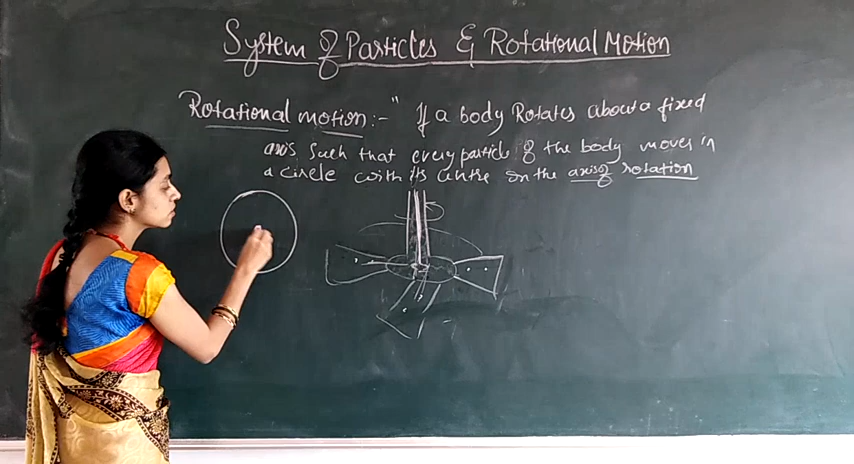 System of Particles & Rotational Motion
Rotational motion:- " If a body Rotates about a fixed
axis such that every particle of the body moves in
a circle with its centre on the axis of rotation